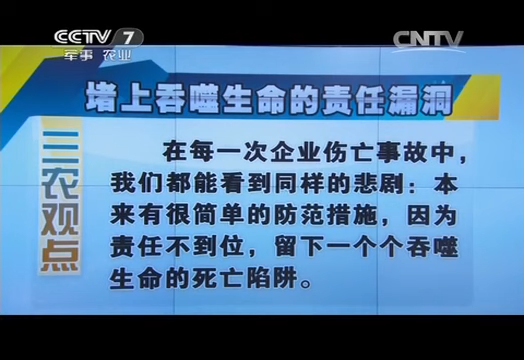 CCTV 7
军事 农业
CNTV
堵上吞噬生命的责任漏洞
三农观点
在每一次企业伤亡事故中，
我们都能看到同样的悲剧：本
来有很简单的防范措施，因为
责任不到位，留下一个个吞噬
生命的死亡陷阱。